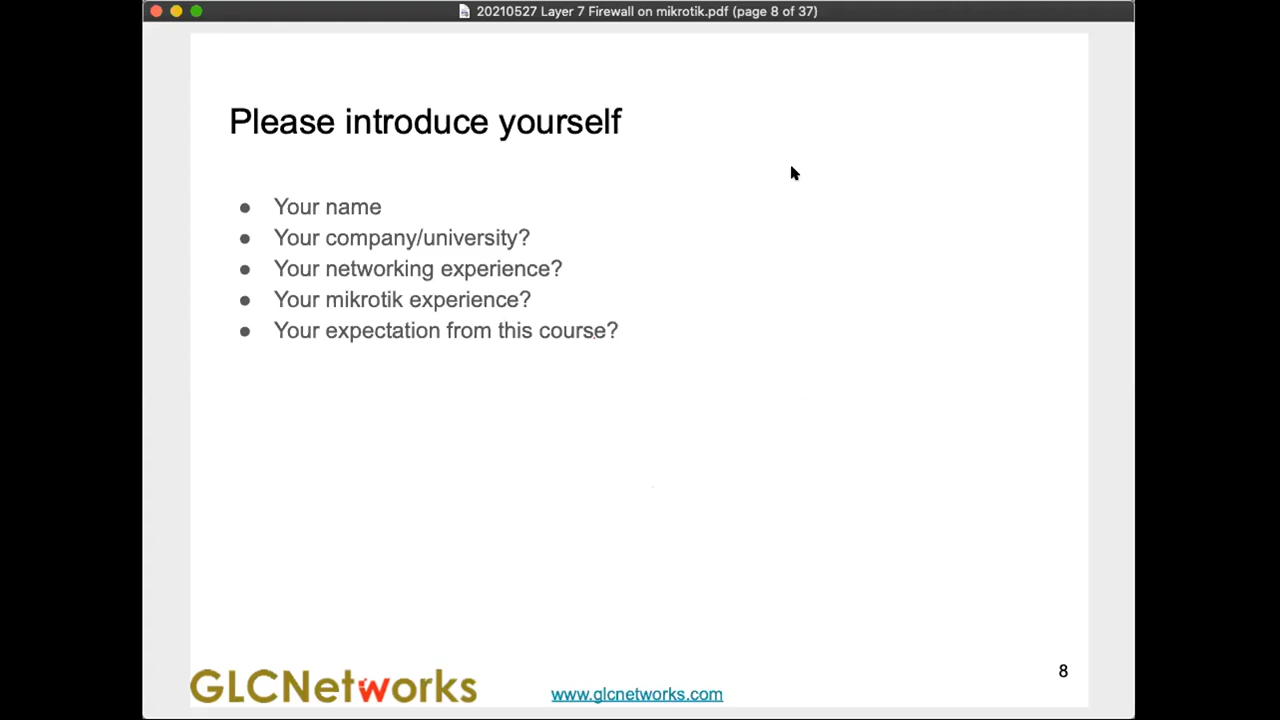 20210527 Layer 7 Firewall on mikrotik.pdf (page 8 of 37)
Please introduce yourself
● Your name
● Your company/university?
● Your networking experience?
● Your mikrotik experience?
● Your expectation from this course?
GLCNetworks
www.glcnetworks.com
8